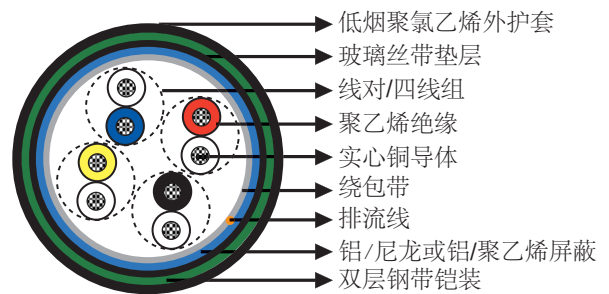 低烟聚氯乙烯外护套
玻璃丝带垫层
线对/四线组
聚乙烯绝缘
实心铜导体
绕包带
排流线
铝/尼龙或铝/聚乙烯屏蔽
双层钢带铠装